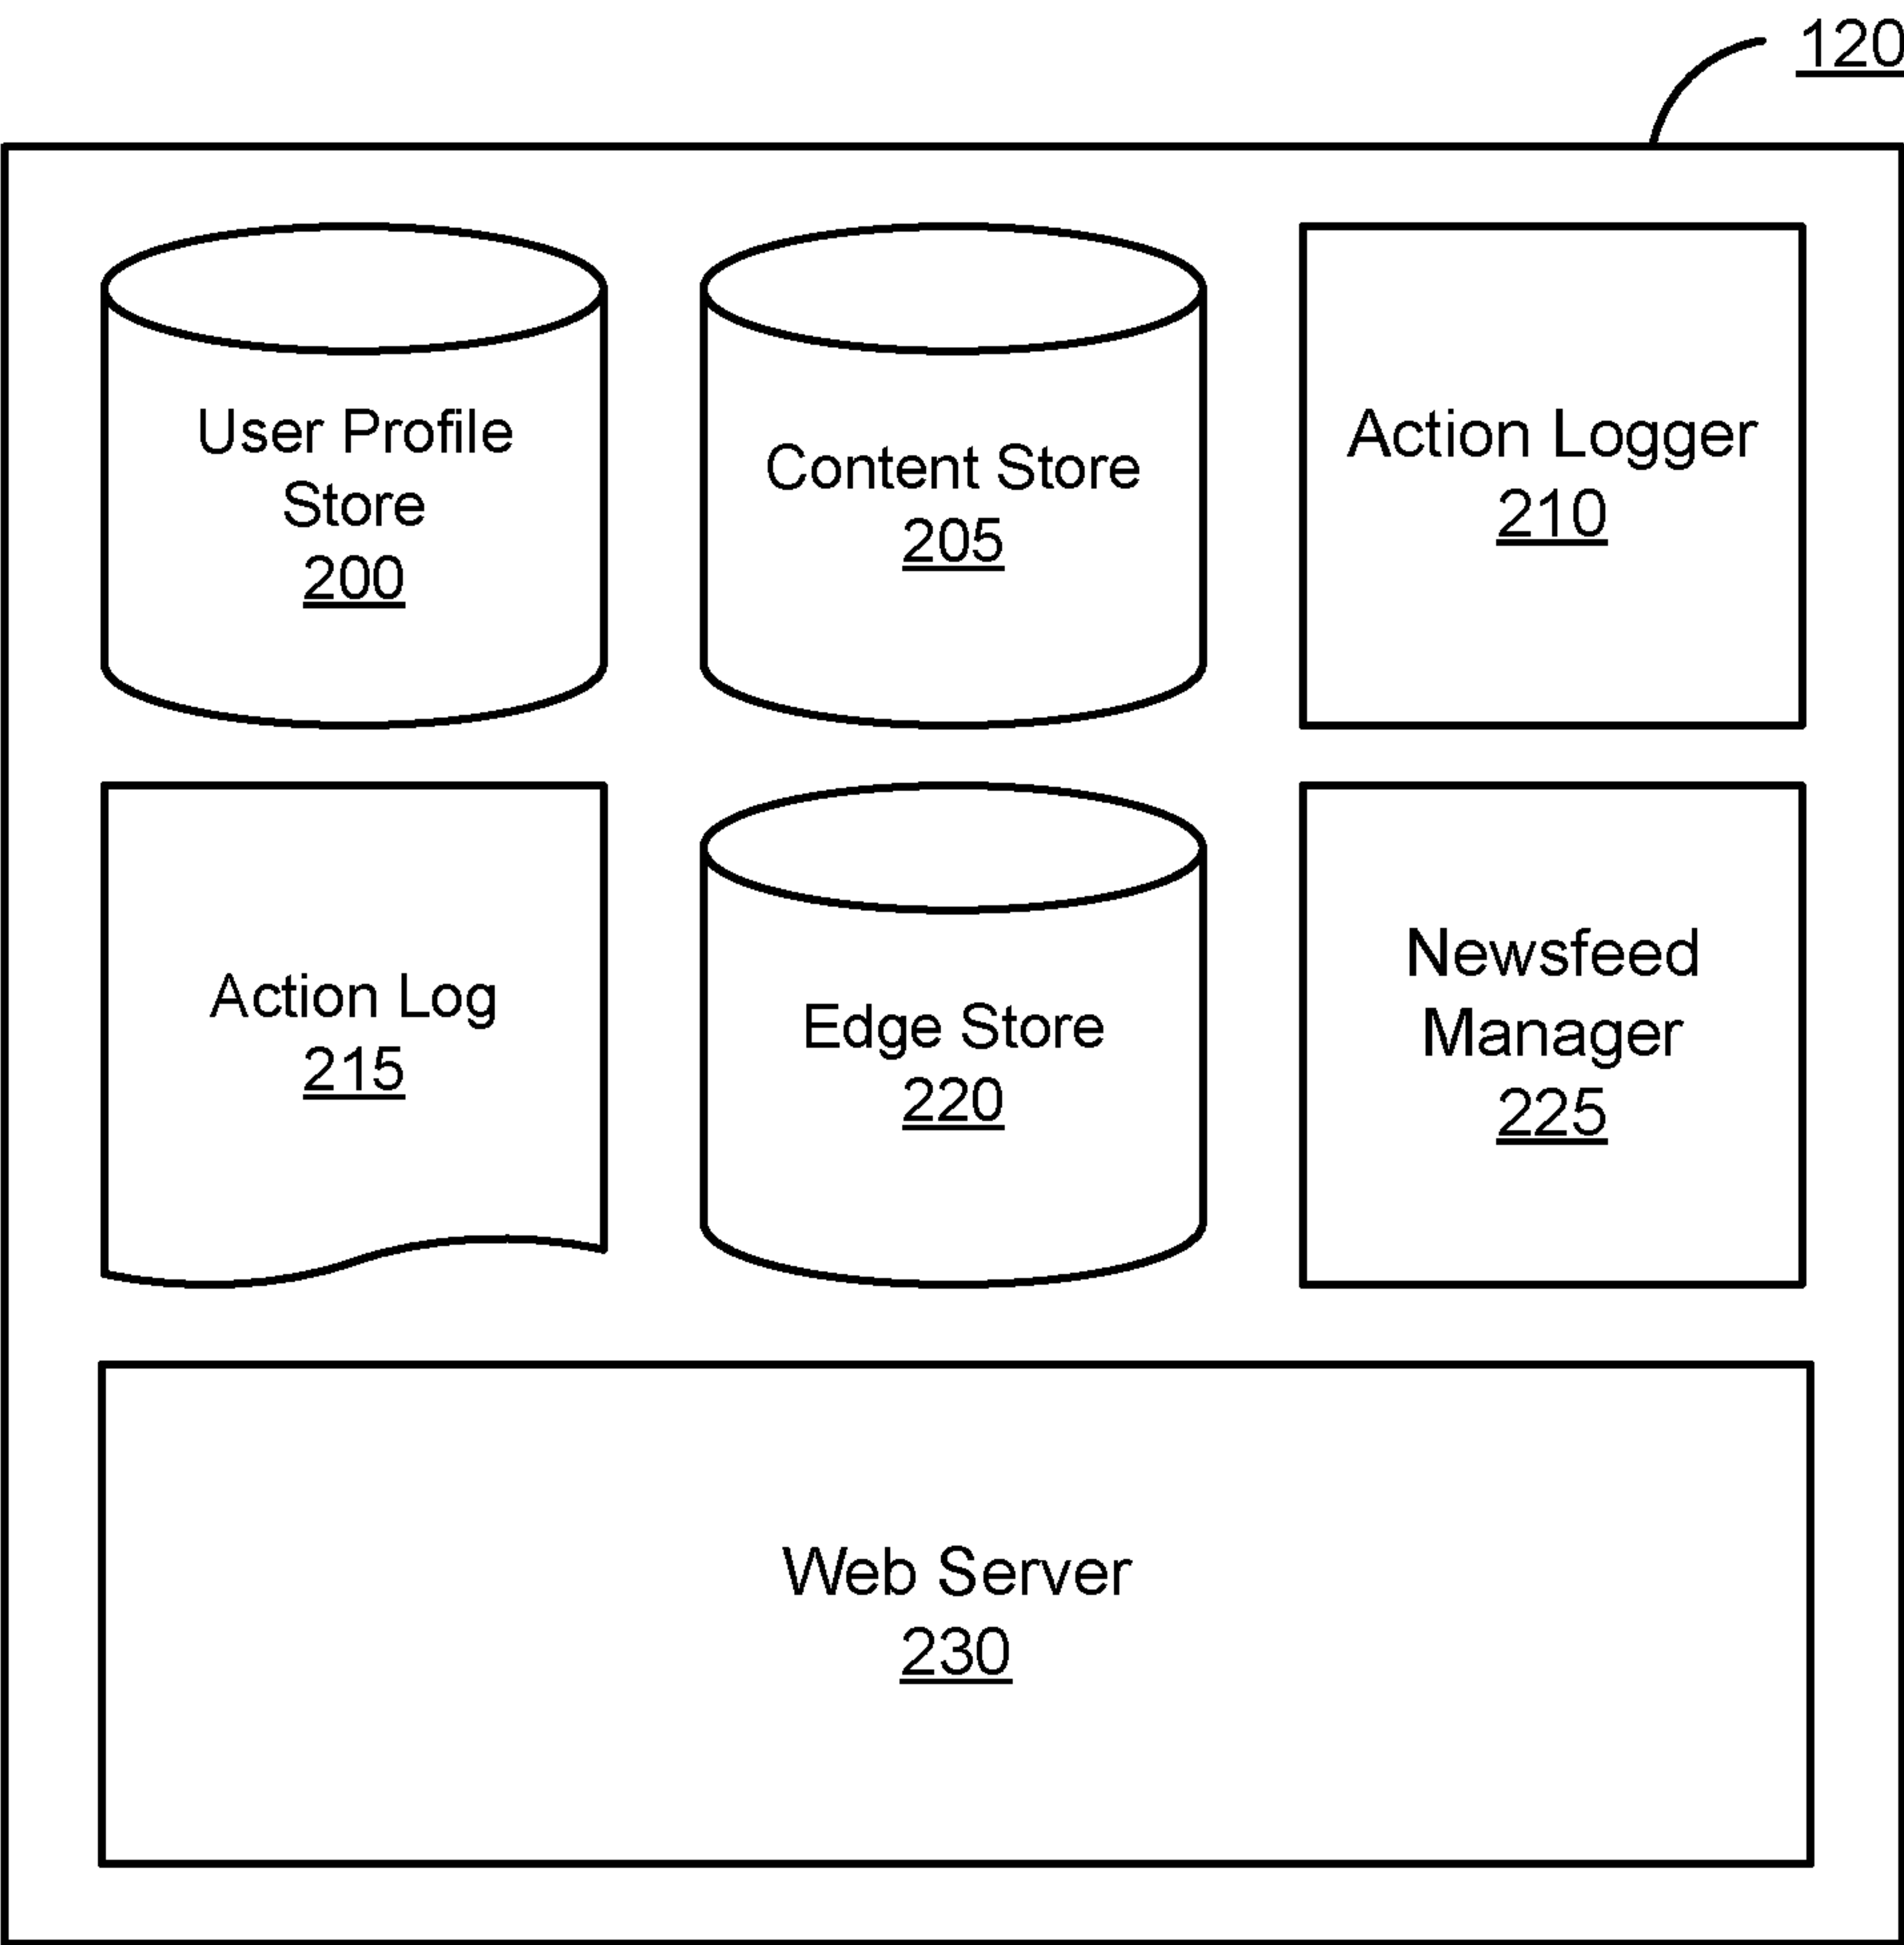 120
User Profile
Store
200
Content Store
205
Action Logger
210
Action Log
215
Edge Store
220
Newsfeed
Manager
225
Web Server
230